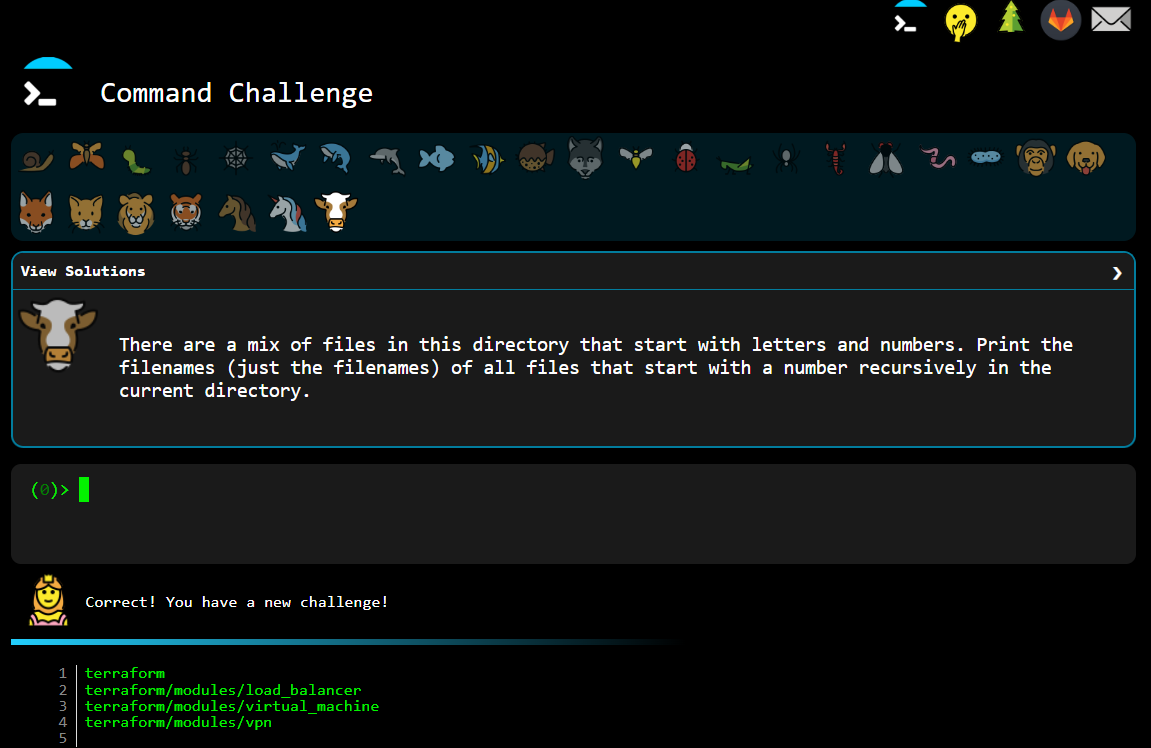 Command Challenge
View Solutions
There are a mix of files in this directory that start with letters and numbers. Print the
filenames (just the filenames) of all files that start with a number recursively in the
current directory.
(0)>
Correct! You have a new challenge!
1 terraform
2 terraform/modules/load_balancer
3 terraform/modules/virtual_machine
4 terraform/modules/vpn
5